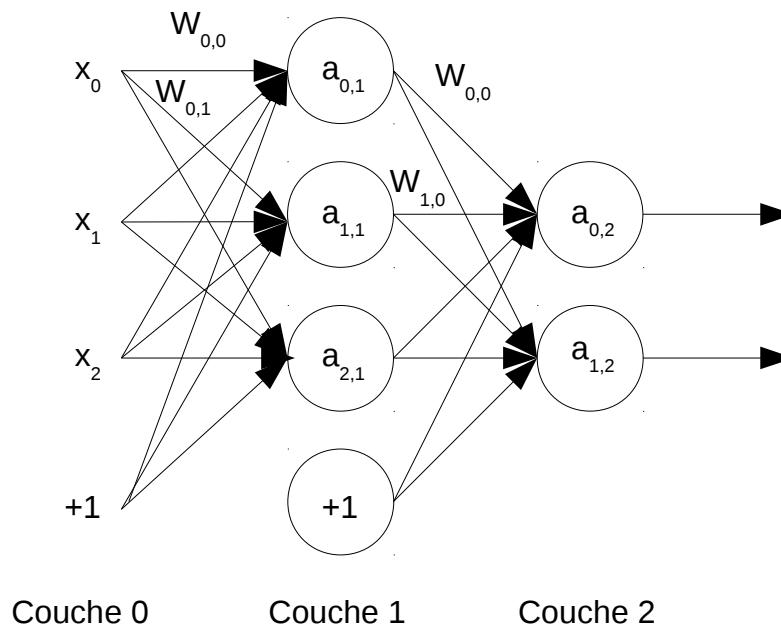 W0,0
x0
a0,1
W0,0
W0,1
W1,0
x1
a1,1
a0,2
x2
a2,1
a1,2
+1
+1
Couche 0
Couche 1
Couche 2